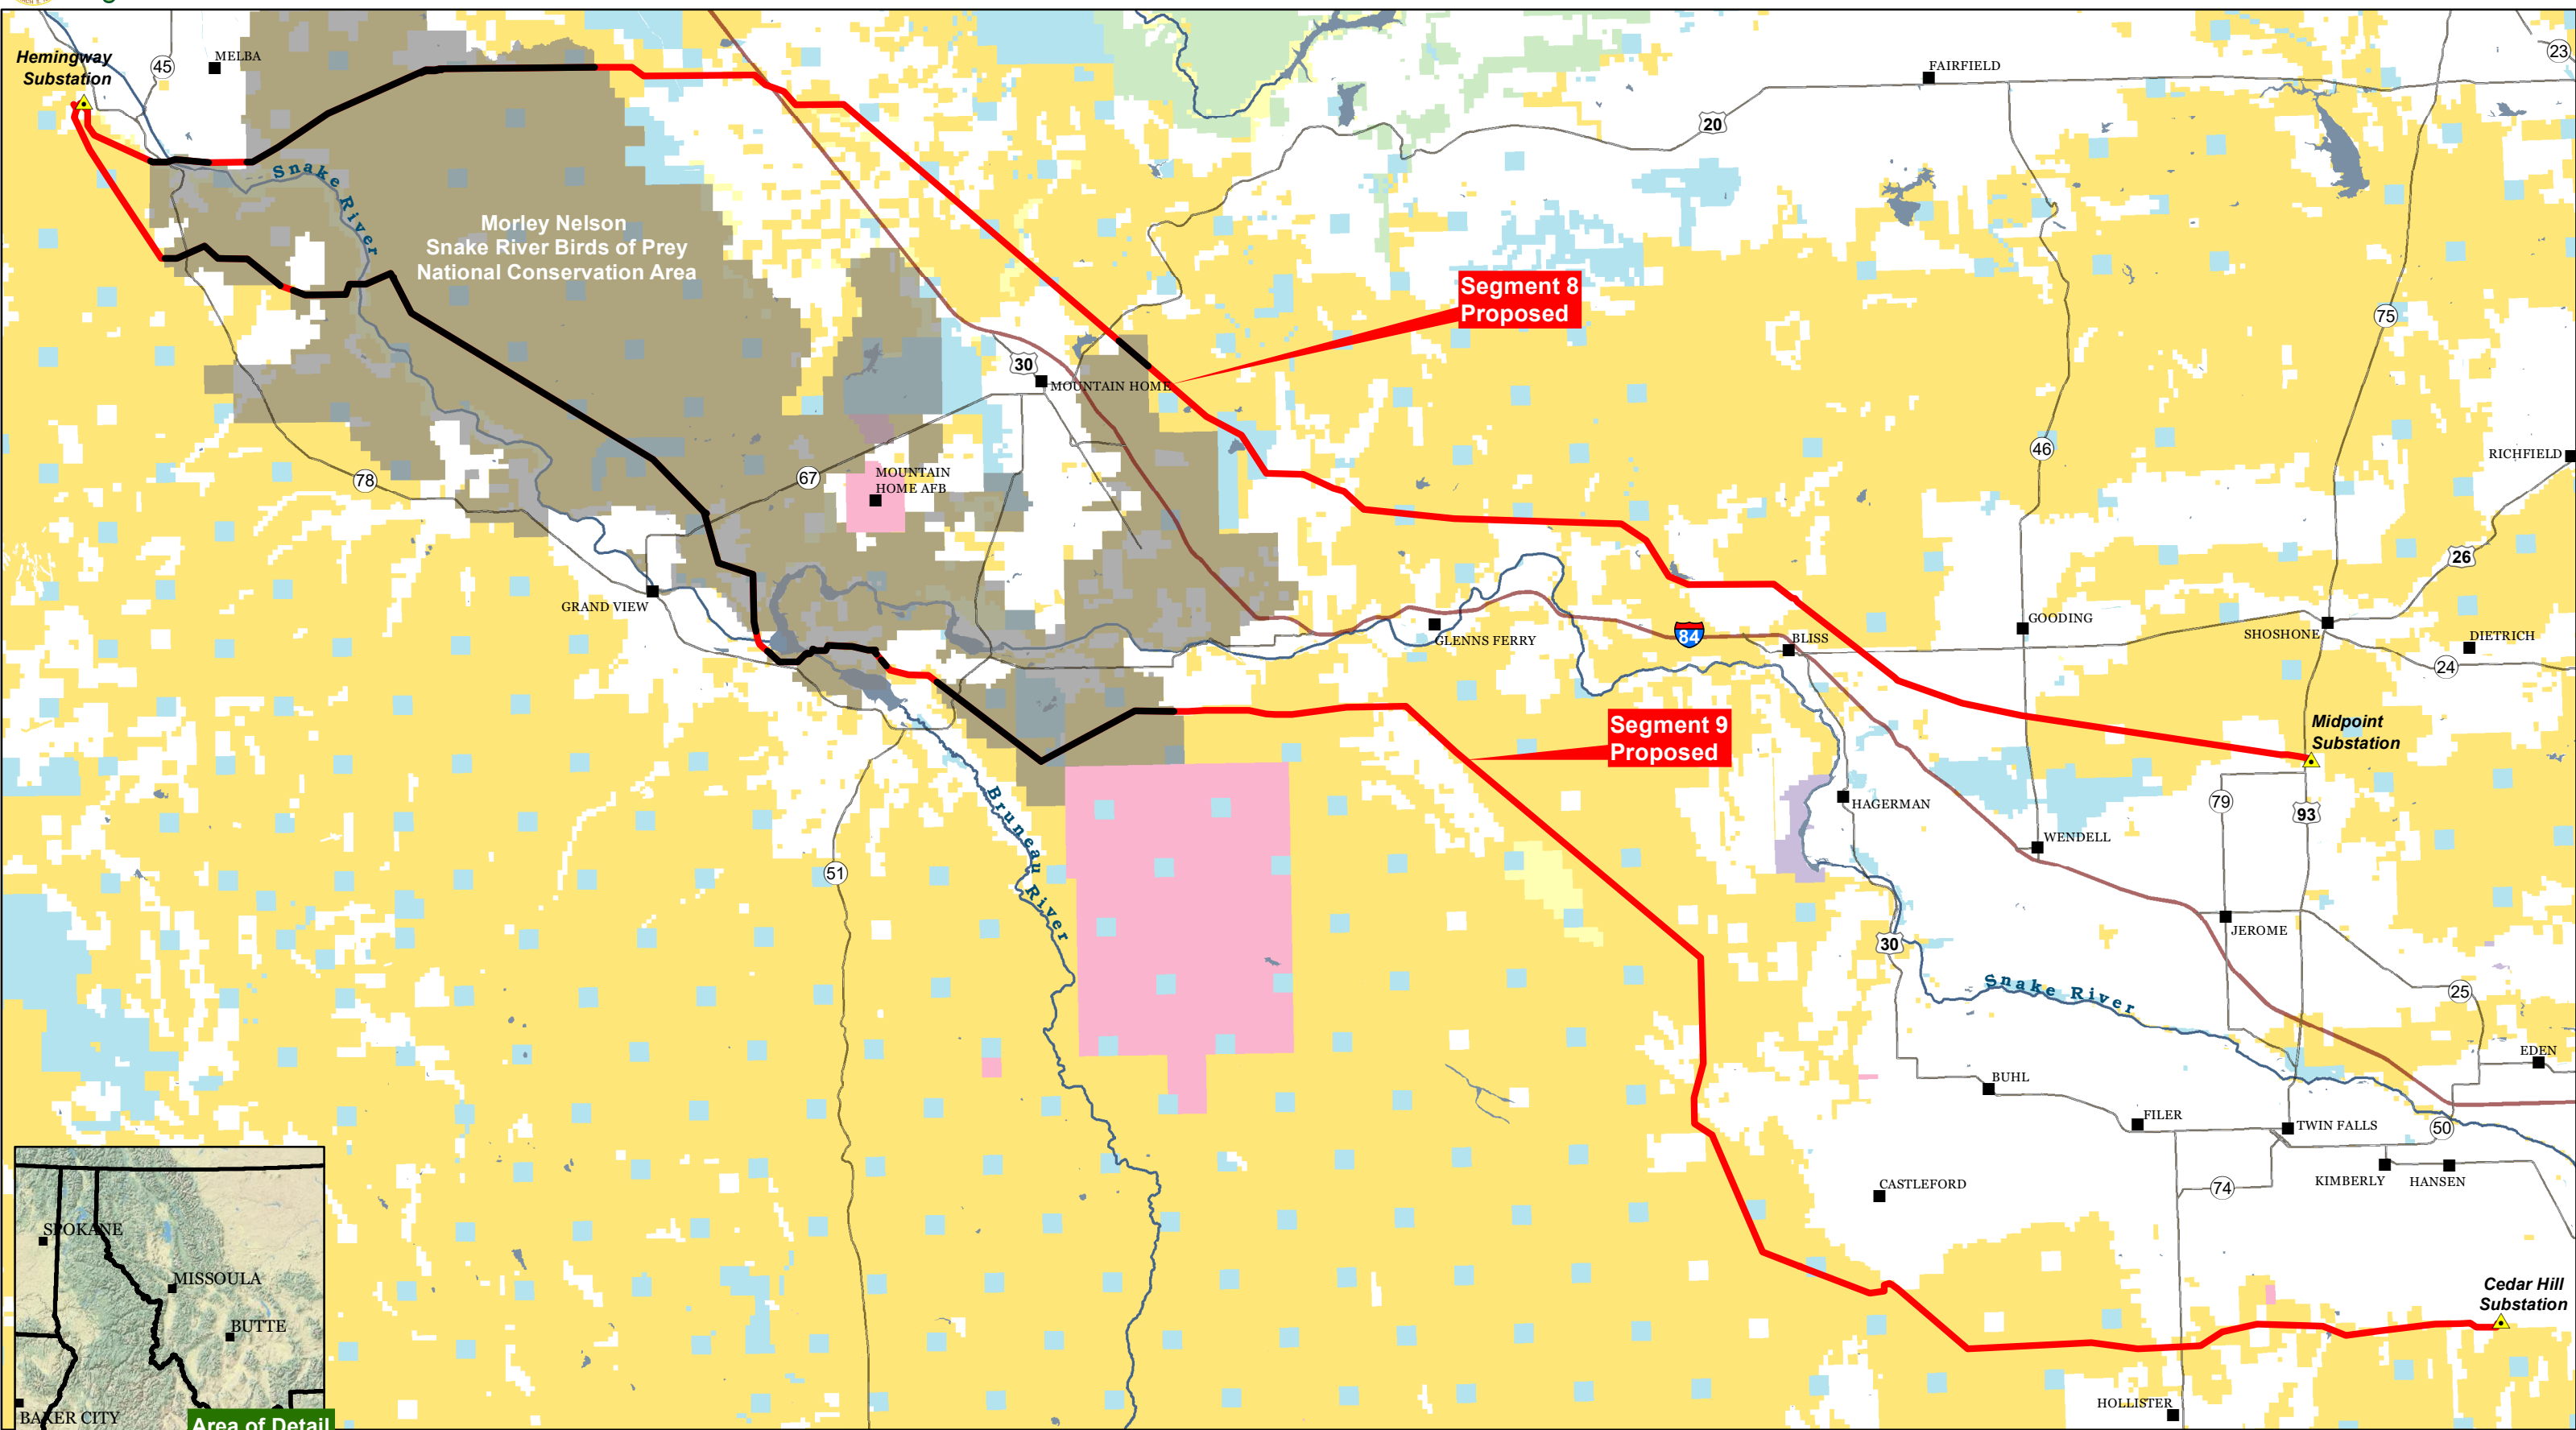 Hemingway
Substation
45
MELBA
Snake River
Morley Nelson
Snake River Birds of Prey
National Conservation Area
FAIRFIELD
20
23
Segment 8
Proposed
75
30
MOUNTAIN HOME
46
RICHFIELD
78
67
MOUNTAIN
HOME AFB
26
GRAND VIEW
GLENNS FERRY
84
BLISS
GOODING
SHOSHONE
DIETRICH
24
Segment 9
Proposed
Midpoint
Substation
Bruneau River
HAGERMAN
79
93
WENDELL
51
30
JEROME
Snake River
25
EDEN
BUHL
FILER
TWIN FALLS
50
KIMBERLY
HANSEN
74
CASTLEFORD
Cedar Hill
Substation
HOLLISTER
SPOKANE
MISSOULA
BUTTE
BAKER CITY
Area of Detail